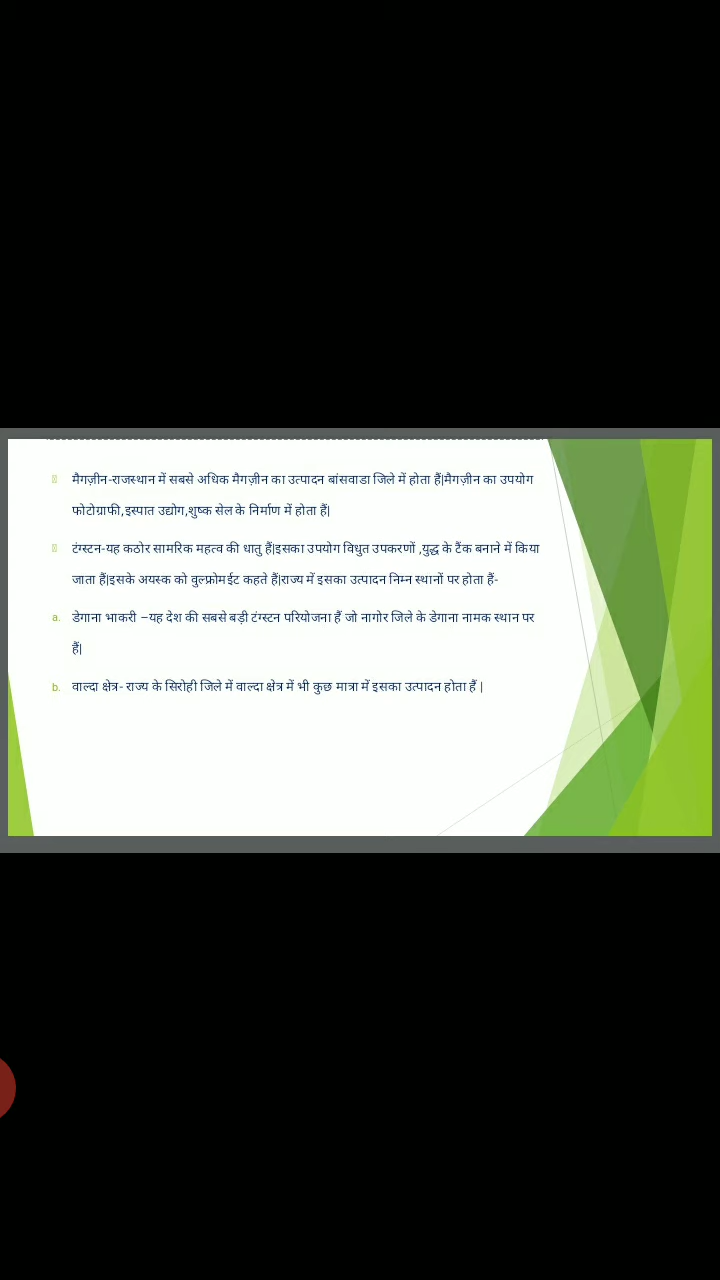 मैगज़ीन-राजस्थान में सबसे अधिक मैगज़ीन का उत्पादन बांसवाडा जिले में होता हैं|मैगज़ीन का उपयोग
फोटोग्राफी,इस्पात उद्योग,शुष्क सेल के निर्माण में होता हैं|
टंग्स्टन-यह कठोर सामरिक महत्व की धातु हैं|इसका उपयोग विधुत उपकरणों ,युद्ध के टैंक बनाने में किया
जाता हैं|इसके अयस्क को वुल्फ्रोमईट कहते हैं|राज्य में इसका उत्पादन निम्न स्थानों पर होता हैं-
a. डेगाना भाकरी –यह देश की सबसे बड़ी टंग्स्टन परियोजना हैं जो नागोर जिले के डेगाना नामक स्थान पर
हैं|
b. वाल्दा क्षेत्र- राज्य के सिरोही जिले में वाल्दा क्षेत्र में भी कुछ मात्रा में इसका उत्पादन होता हैं |